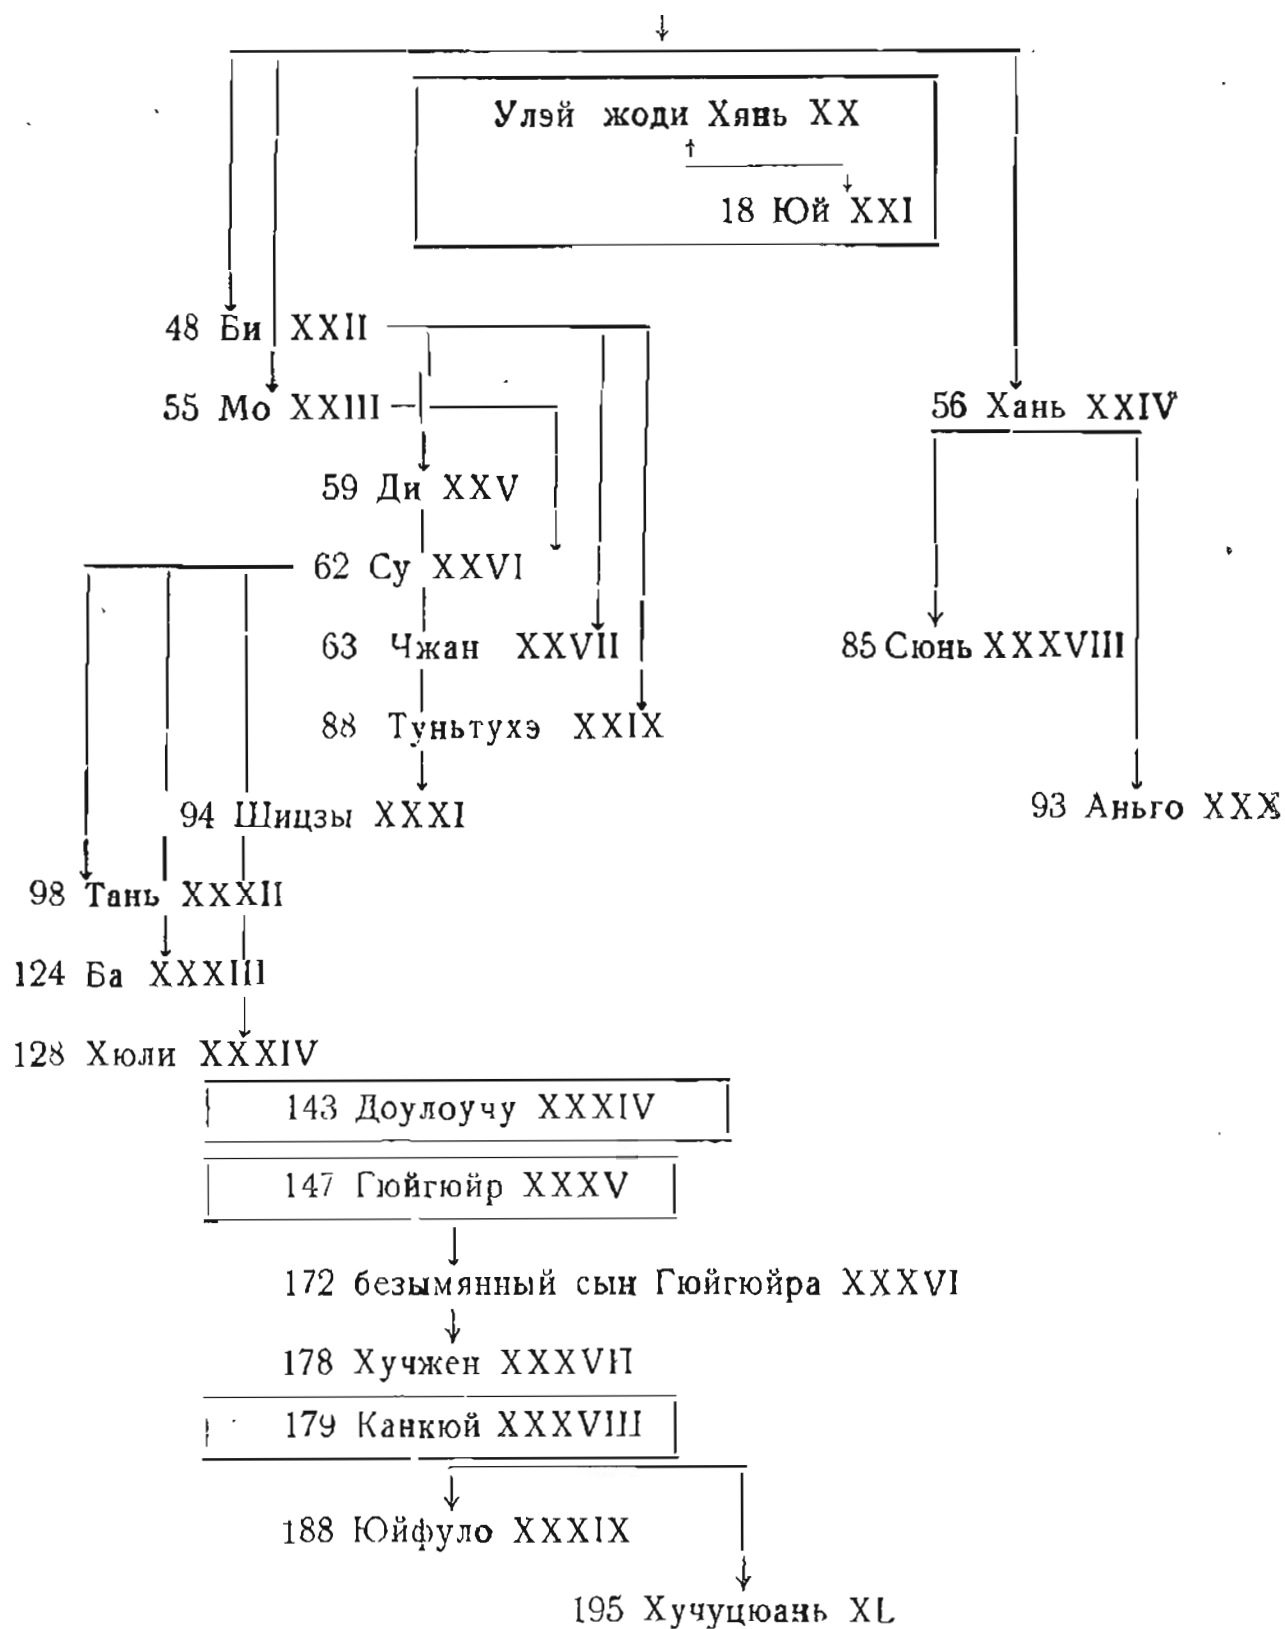 Улэй жоди Хянь XX
18 Юй XXI
48 Би XXII
55 Мо XXIII
56 Хань XXIV
59 Ди XXV
62 Су XXVI
63 Чжан XXVII
85 Сюнь XXXVIII
88 Туньтухэ XXIX
94 Шицзы XXXI
93 Аньго XXX
98 Тань XXXII
124 Ба XXXIII
128 Хюли XXXIV
143 Доулоучу XXXIV
147 Гюйгюйр XXXV
172 безымянный сын Гюйгюйра XXXVI
178 Хучжен XXXVII
179 Канкюй XXXVIII
188 Юйфуло XXXIX
195 Хучуцюань XL